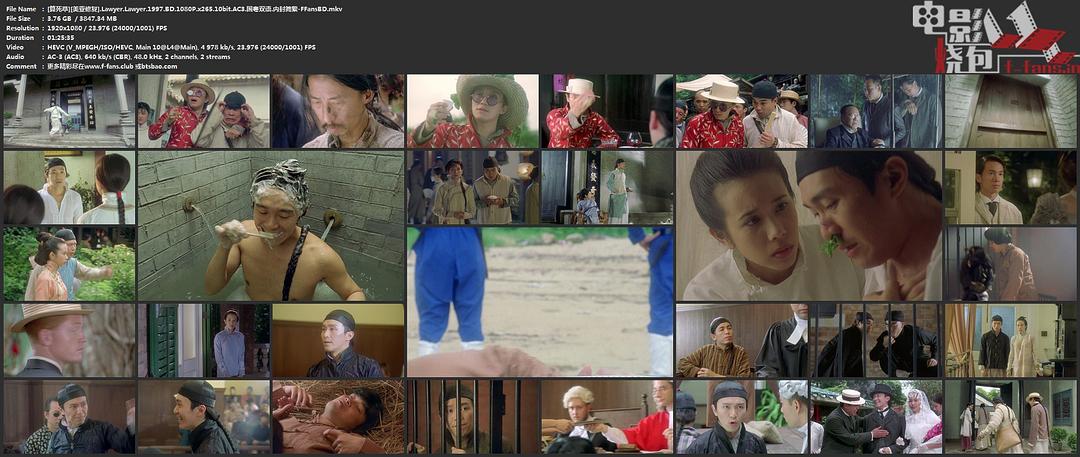 File Name : [算死草][英亚修复].Lawyer.Lawyer.1997.BD.1080P.x265.10bit.AC3.国粤双语.内封简繁-FFansBD.mkv
File Size : 3.76 GB / 3847.34 MB
Resolution : 1920x1080 / 23.976 (24000/1001) FPS
Duration : 01:25:35
Video : HEVC (V_MPEGH/ISO/HEVC, Main 10@L4@Main), 4 978 kb/s, 23.976 (24000/1001) FPS
Audio : AC-3 (AC3), 640 kb/s (CBR), 48.0 kHz, 2 channels, 2 streams
Comment : 更多精彩尽在www.f-fans.club 或btsbao.com
电影
烧包
f-fans.in